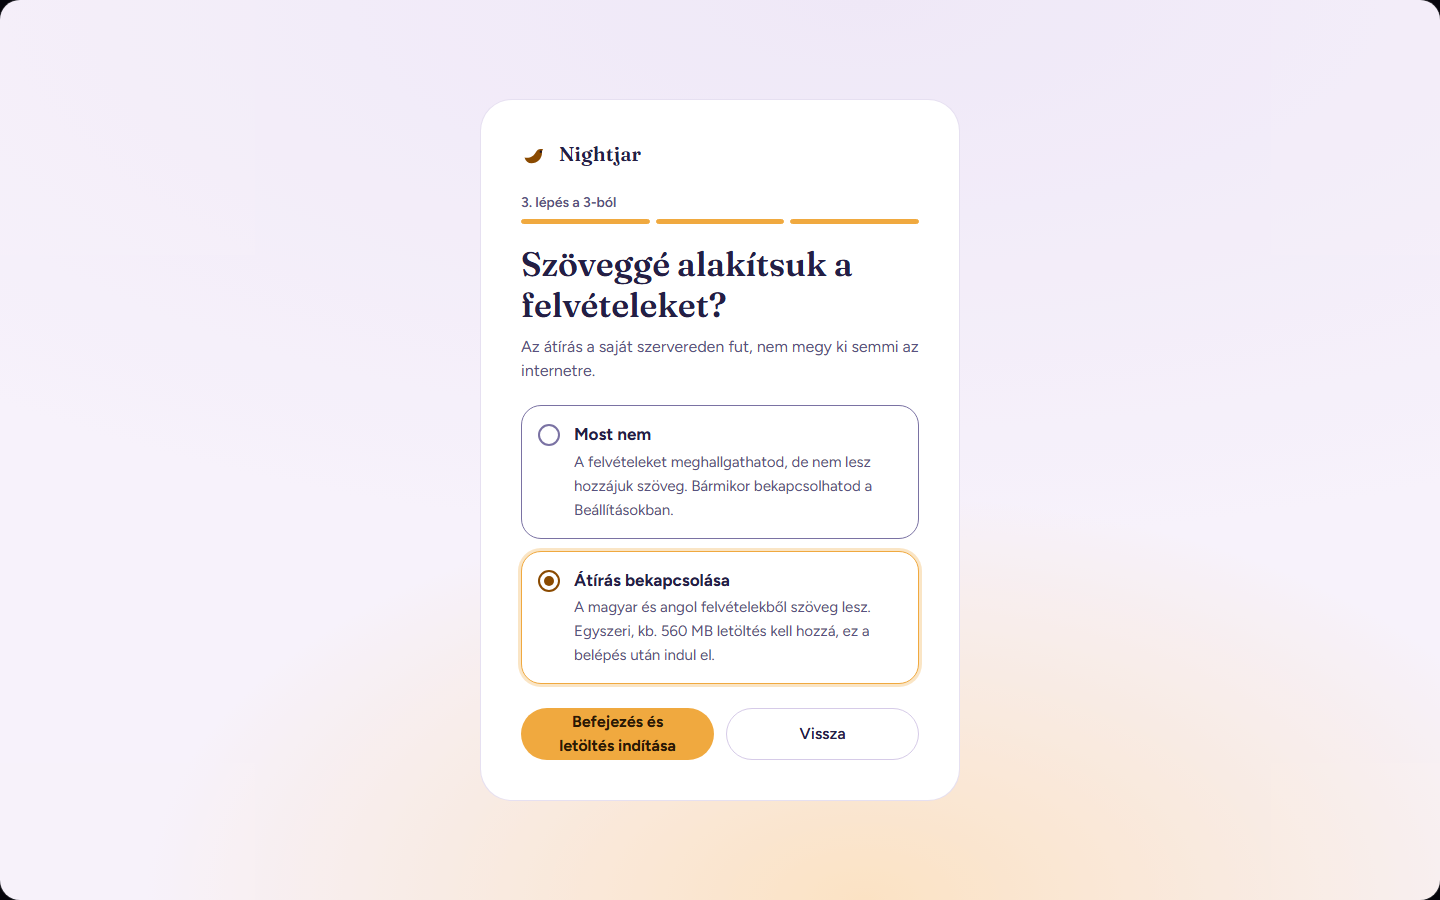 Nightjar
3. lépés a 3-ból
Szöveggé alakítsuk a
felvételeket?
Az átírás a saját szervereden fut, nem megy ki semmi az
internetre.
Most nem
A felvételeket meghallgathatod, de nem lesz
hozzájuk szöveg. Bármikor bekapcsolhatod a
Beállításokban.
Átírás bekapcsolása
A magyar és angol felvételekből szöveg lesz.
Egyszeri, kb. 560 MB letöltés kell hozzá, ez a
belépés után indul el.
Befejezés és
letöltés indítása
Vissza